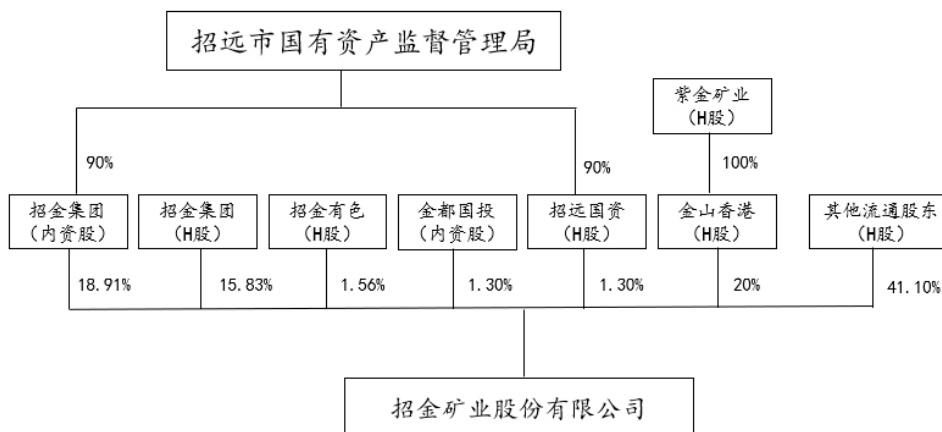 招远市国有资产监督管理局
紫金矿业
（H股）
90%
90%
100%
招金集团
（内资股）
招金集团
（H股）
招金有色
（H股）
金都国投
（内资股）
招远国资
（H股）
金山香港
（H股）
其他流通股东
（H股）
18.91%
15.83%
1.56%
1.30%
1.30%
20%
41.10%
招金矿业股份有限公司